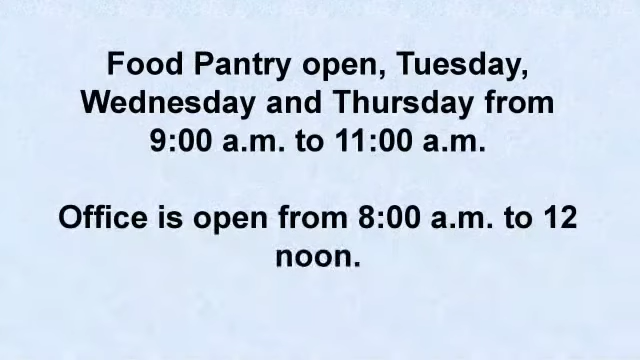 Food Pantry open, Tuesday,
Wednesday and Thursday from
9:00 a.m. to 11:00 a.m.
Office is open from 8:00 a.m. to 12
noon.